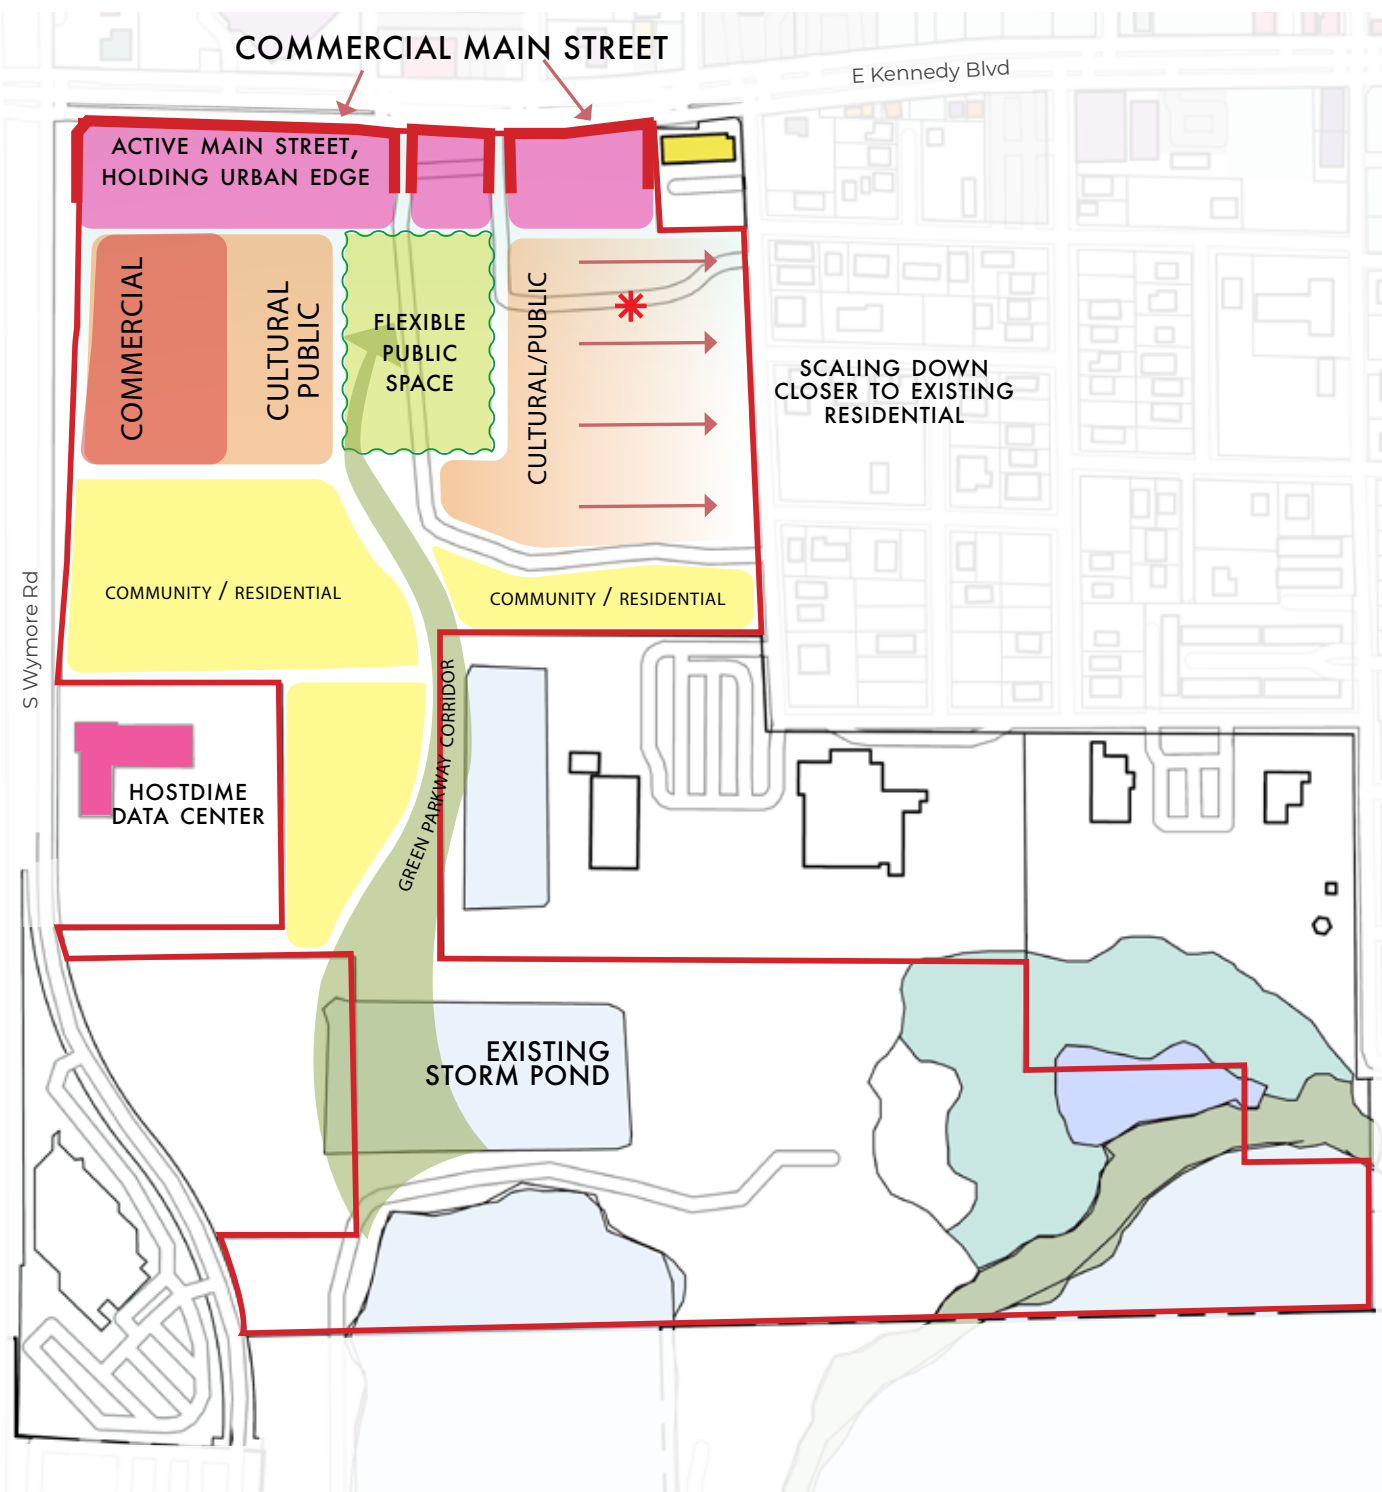 COMMERCIAL MAIN STREET
E Kennedy Blvd
ACTIVE MAIN STREET,
HOLDING URBAN EDGE
COMMERCIAL
CULTURAL
PUBLIC
FLEXIBLE
PUBLIC
SPACE
CULTURAL/PUBLIC
SCALING DOWN
CLOSER TO EXISTING
RESIDENTIAL
S Wymore Rd
COMMUNITY / RESIDENTIAL
COMMUNITY / RESIDENTIAL
GREEN PARKWAY CORRIDOR
HOSTDIME
DATA CENTER
EXISTING
STORM POND